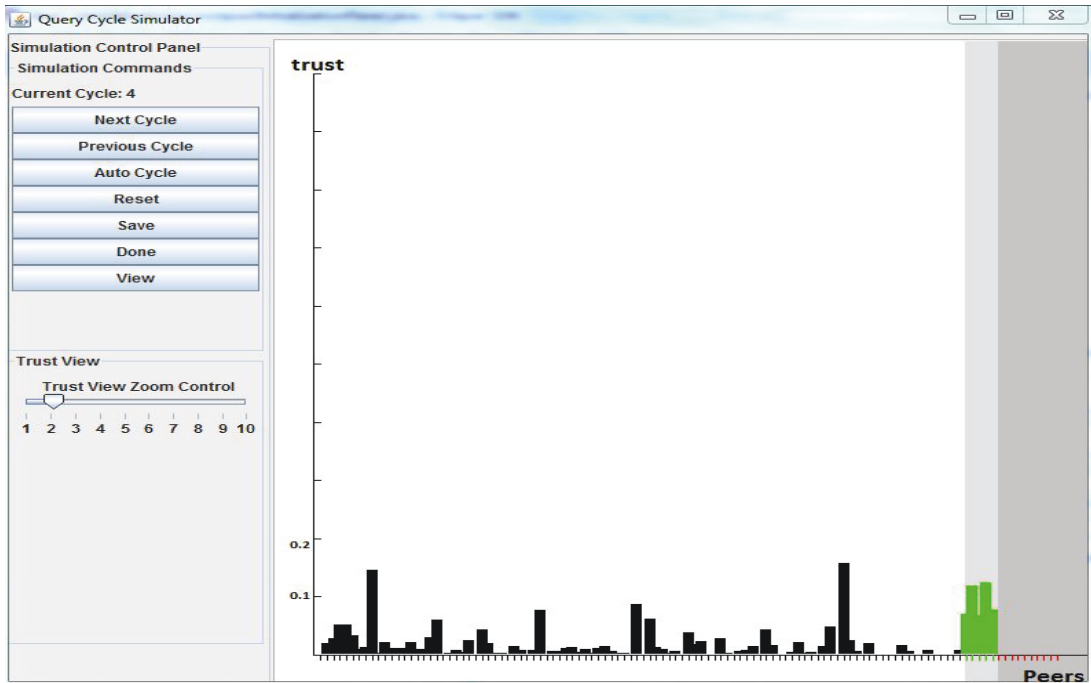 Query Cycle Simulator
Simulation Control Panel
Simulation Commands
Current Cycle: 4
Next Cycle
Previous Cycle
Auto Cycle
Reset
Save
Done
View
Trust View
Trust View Zoom Control
1 2 3 4 5 6 7 8 9 10
trust
0.2
0.1
Peers